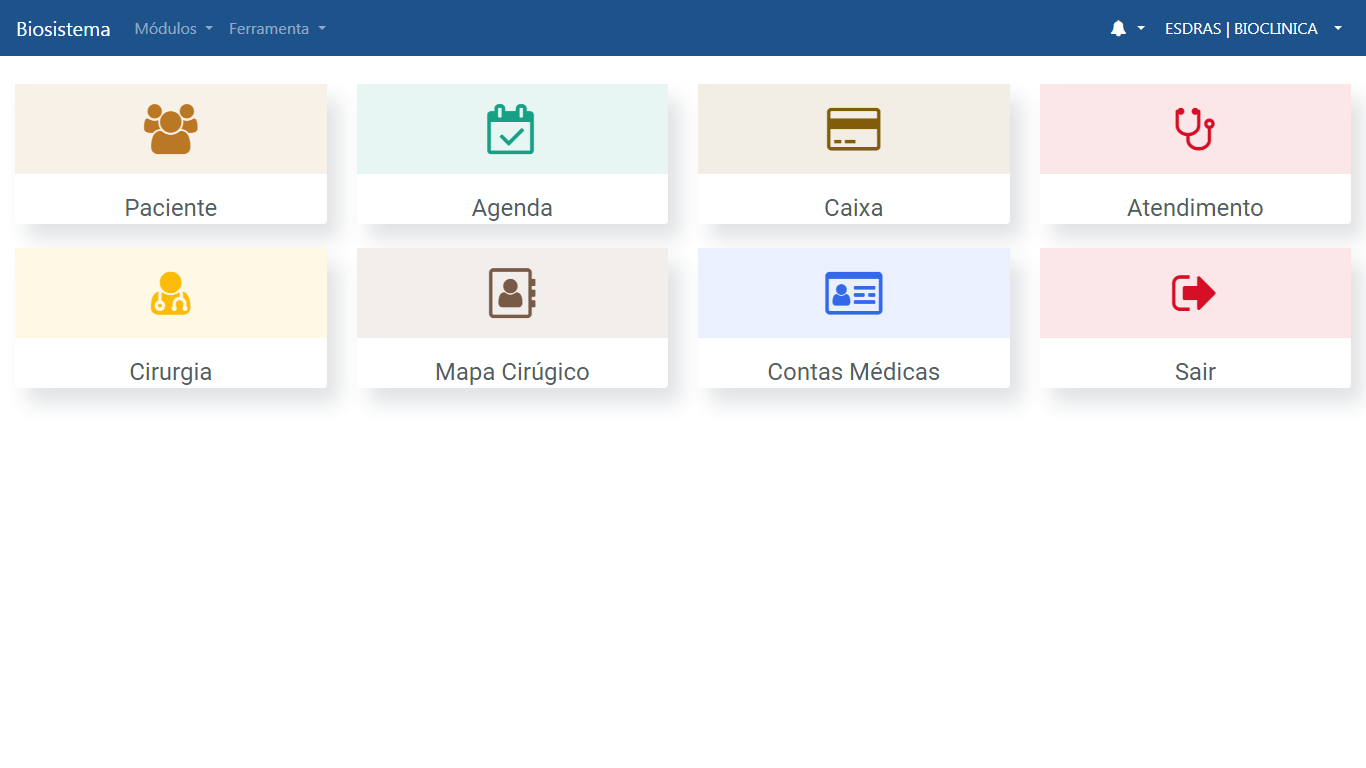 Biosistema Módulos Ferramenta ESDRAS | BIOCLINICA
Paciente Agenda Caixa Atendimento
Cirurgia Mapa Cirúgico Contas Médicas Sair